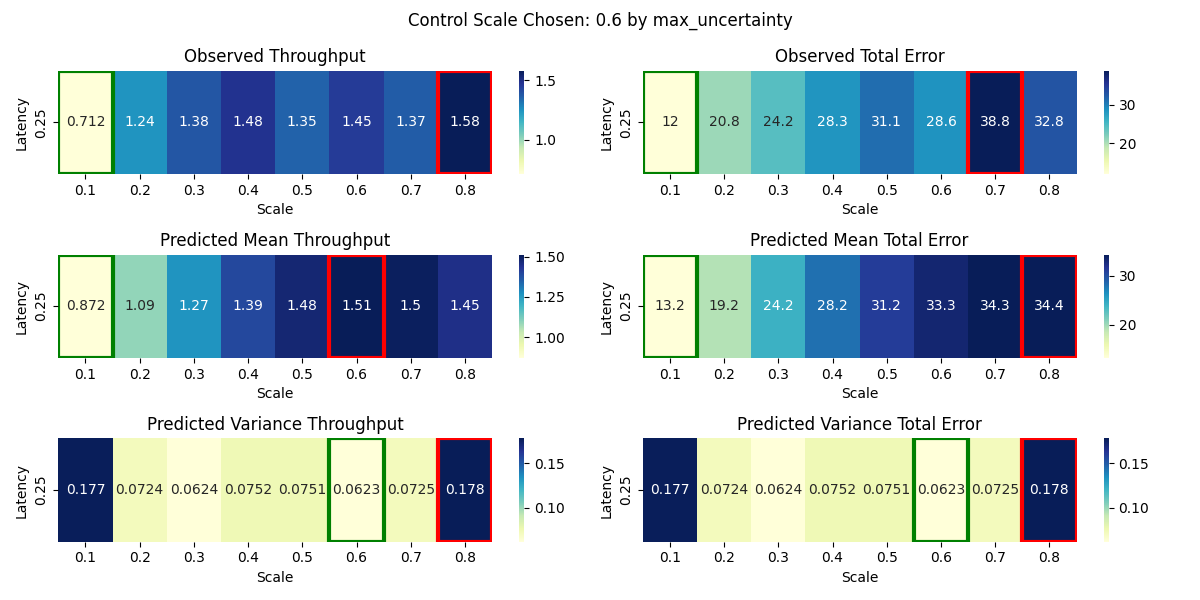 Control Scale Chosen: 0.6 by max_uncertainty
Observed Throughput
Latency
0.25
0.712 1.24 1.38 1.48 1.35 1.45 1.37 1.58
0.1 0.2 0.3 0.4 0.5 0.6 0.7 0.8
Scale
1.5
1.0
Observed Total Error
Latency
0.25
12 20.8 24.2 28.3 31.1 28.6 38.8 32.8
0.1 0.2 0.3 0.4 0.5 0.6 0.7 0.8
Scale
30
20
Predicted Mean Throughput
Latency
0.25
0.872 1.09 1.27 1.39 1.48 1.51 1.5 1.45
0.1 0.2 0.3 0.4 0.5 0.6 0.7 0.8
Scale
1.50
1.25
1.00
Predicted Mean Total Error
Latency
0.25
13.2 19.2 24.2 28.2 31.2 33.3 34.3 34.4
0.1 0.2 0.3 0.4 0.5 0.6 0.7 0.8
Scale
30
20
Predicted Variance Throughput
Latency
0.25
0.177 0.0724 0.0624 0.0752 0.0751 0.0623 0.0725 0.178
0.1 0.2 0.3 0.4 0.5 0.6 0.7 0.8
Scale
0.15
0.10
Predicted Variance Total Error
Latency
0.25
0.177 0.0724 0.0624 0.0752 0.0751 0.0623 0.0725 0.178
0.1 0.2 0.3 0.4 0.5 0.6 0.7 0.8
Scale
0.15
0.10